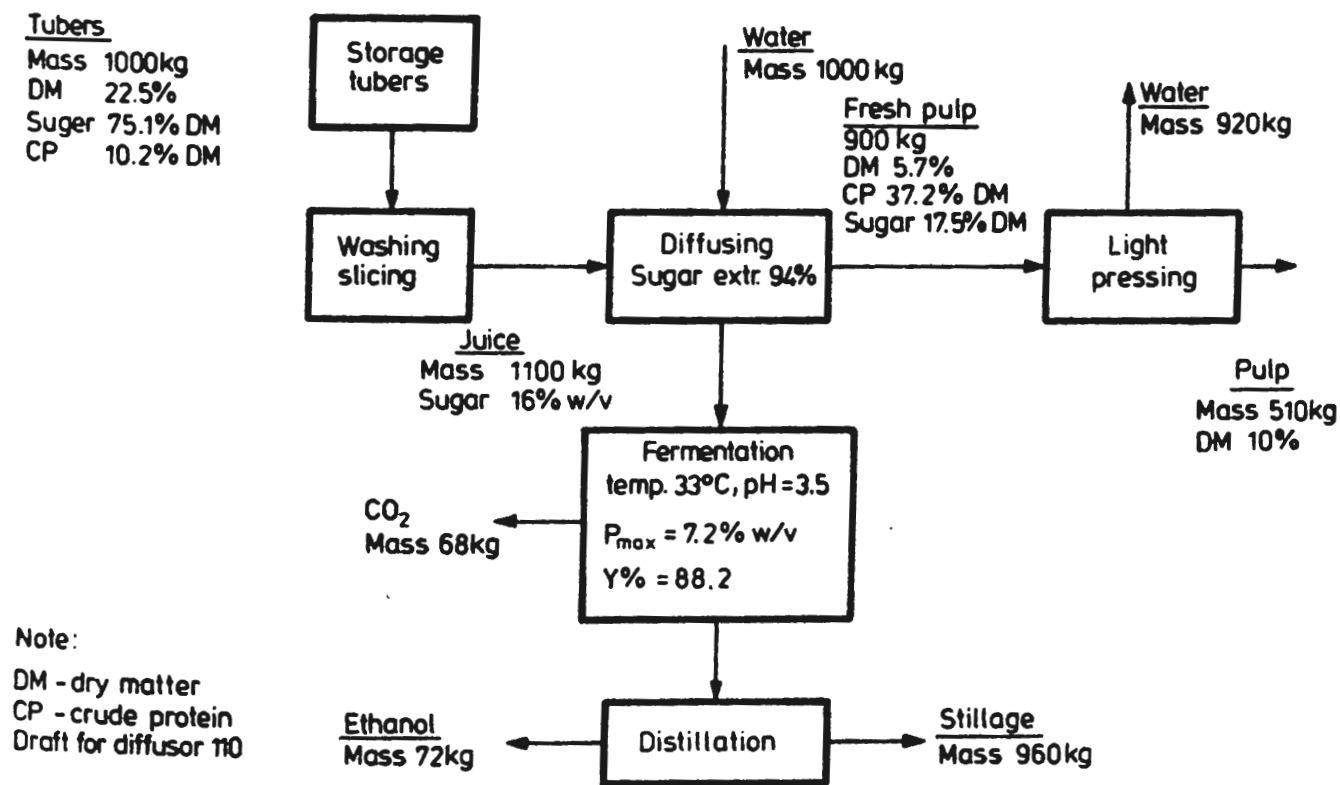 Tubers
Mass 1000kg
DM 22.5%
Suger 75.1% DM
CP 10.2% DM
Storage
tubers
Water
Mass 1000kg
Fresh pulp
900 kg
DM 5.7%
CP 37.2% DM
Sugar 17.5% DM
Water
Mass 920kg
Washing
slicing
Diffusing
Sugar extr. 94%
Light
pressing
Juice
Mass 1100 kg
Sugar 16% w/v
Pulp
Mass 510kg
DM 10%
Fermentation
temp. 33°C, pH=3.5
Pmax = 7.2% w/v
Y% = 88.2
CO₂
Mass 68kg
Note:
DM - dry matter
CP - crude protein
Draft for diffusor 110
Ethanol
Mass 72kg
Distillation
Stillage
Mass 960kg